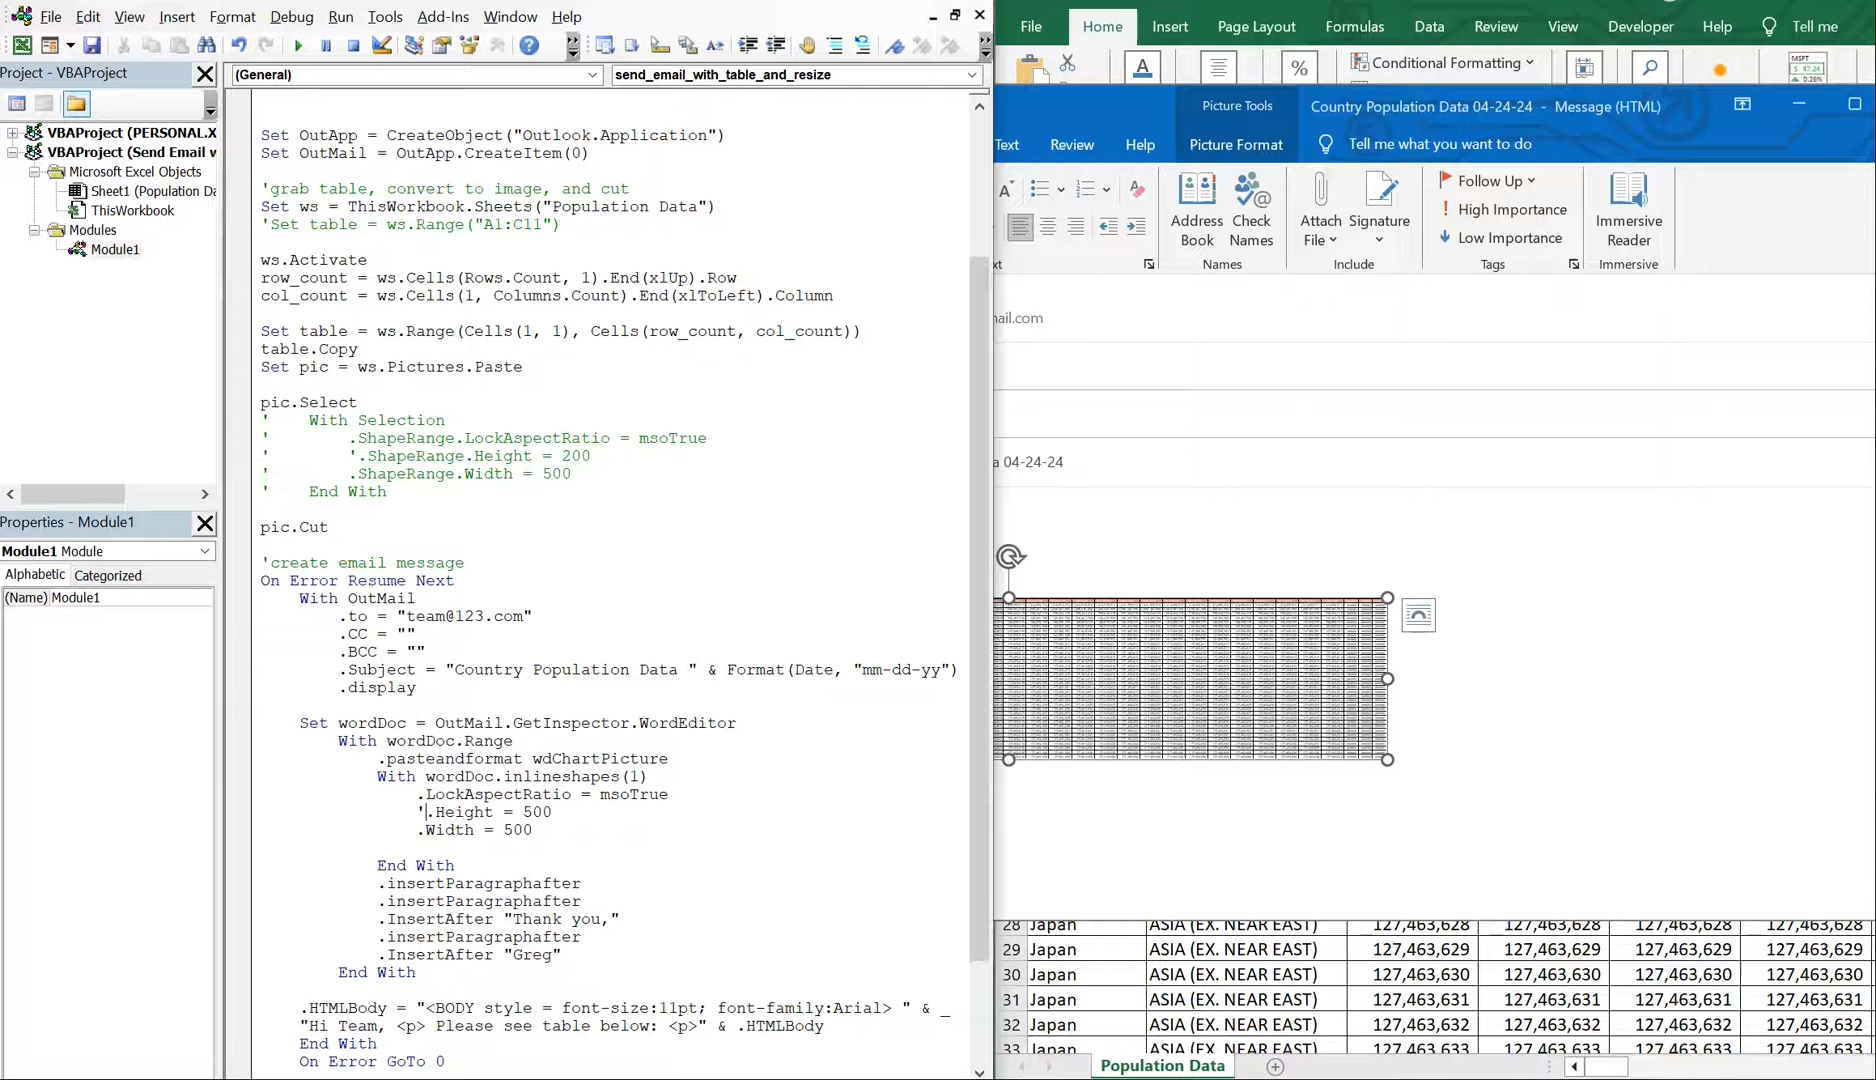 File Edit View Insert Format Debug Run Tools Add-Ins Window Help
Project - VBAProject
VBAProject (PERSONAL.X
VBAProject (Send Email w
Microsoft Excel Objects
Sheet1 (Population Da
ThisWorkbook
Modules
Module1
Properties - Module1
Module1 Module
Alphabetic Categorized
(Name) Module1
(General) send_email_with_table_and_resize
Set OutApp = CreateObject("Outlook.Application")
Set OutMail = OutApp.CreateItem(0)
'grab table, convert to image, and cut
Set ws = ThisWorkbook.Sheets("Population Data")
'Set table = ws.Range("A1:C11")
ws.Activate
row_count = ws.Cells(Rows.Count, 1).End(xlUp).Row
col_count = ws.Cells(1, Columns.Count).End(xlToLeft).Column
Set table = ws.Range(Cells(1, 1), Cells(row_count, col_count))
table.Copy
Set pic = ws.Pictures.Paste
pic.Select
' With Selection
' .ShapeRange.LockAspectRatio = msoTrue
' '.ShapeRange.Height = 200
' .ShapeRange.Width = 500
' End With
pic.Cut
'create email message
On Error Resume Next
With OutMail
.to = "team@123.com"
.CC = ""
.BCC = ""
.Subject = "Country Population Data " & Format(Date, "mm-dd-yy")
.display
Set wordDoc = OutMail.GetInspector.WordEditor
With wordDoc.Range
.pasteandformat wdChartPicture
With wordDoc.inlineshapes(1)
.LockAspectRatio = msoTrue
'.Height = 500
.Width = 500
End With
.insertParagraphafter
.insertParagraphafter
.InsertAfter "Thank you,"
.insertParagraphafter
.InsertAfter "Greg"
End With
.HTMLBody = "<BODY style = font-size:11pt; font-family:Arial> " & _
"Hi Team, <p> Please see table below: <p>" & .HTMLBody
End With
On Error GoTo 0
File Home Insert Page Layout Formulas Data Review View Developer Help Tell me
Conditional Formatting
MSFT
Picture Tools Country Population Data 04-24-24 - Message (HTML)
Text Review Help Picture Format Tell me what you want to do
Address Book
Check Names
Names
Attach File
Signature
Include
Follow Up
High Importance
Low Importance
Tags
Immersive Reader
Immersive
ail.com
a 04-24-24
28 Japan ASIA (EX. NEAR EAST) 127,463,628 127,463,628 127,463,628 127,463,628
29 Japan ASIA (EX. NEAR EAST) 127,463,629 127,463,629 127,463,629 127,463,629
30 Japan ASIA (EX. NEAR EAST) 127,463,630 127,463,630 127,463,630 127,463,630
31 Japan ASIA (EX. NEAR EAST) 127,463,631 127,463,631 127,463,631 127,463,631
32 Japan ASIA (EX. NEAR EAST) 127,463,632 127,463,632 127,463,632 127,463,632
33 Japan ASIA (EX. NEAR EAST) 127,463,633 127,463,633 127,463,633 127,463,633
Population Data